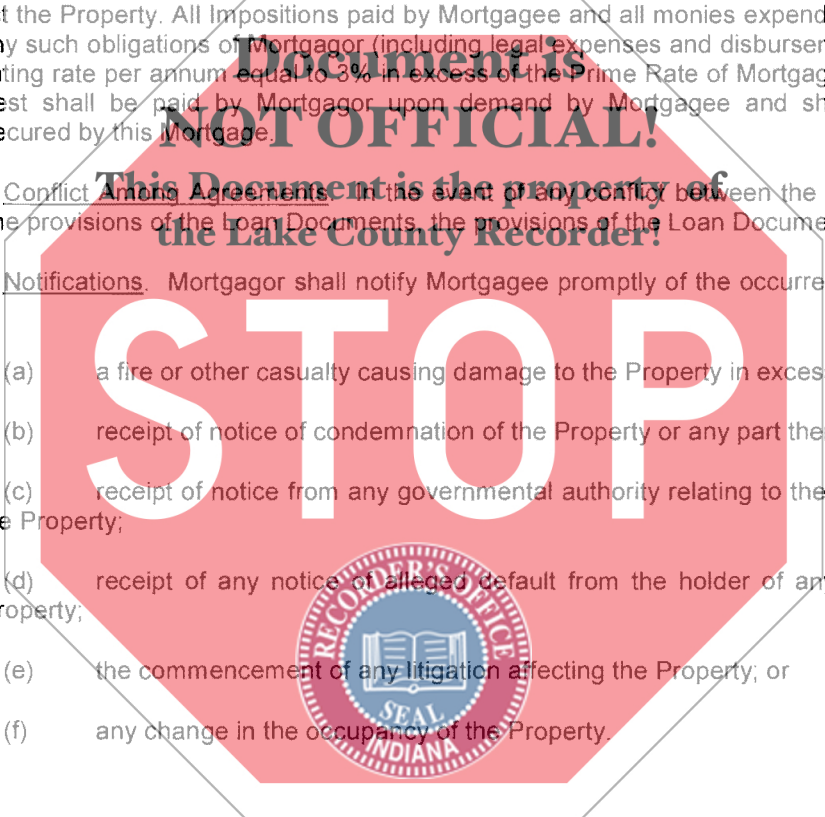 t the Property. All Impositions paid by Mortgagee and all monies expend
y such obligations of Mortgagor (including legal expenses and disburser
ting rate per annum equal to 3% in excess of the Prime Rate of Mortgag
est shall be paid by Mortgagor upon demand by Mortgagee and sh
ecured by this Mortgage.
Document is
NOT OFFICIAL!
This Document is the property of
the Lake County Recorder!
Conflict Among Agreements. In the event of any conflict between the
e provisions of the Loan Documents, the provisions of the Loan Docume
Notifications. Mortgagor shall notify Mortgagee promptly of the occurre
STOP
(a) a fire or other casualty causing damage to the Property in exces
(b) receipt of notice of condemnation of the Property or any part the
(c) receipt of notice from any governmental authority relating to the
e Property;
(d) receipt of any notice of alleged default from the holder of an
roperty;
(e) the commencement of any litigation affecting the Property; or
(f) any change in the occupancy of the Property.
RECORDER'S OFFICE
SEAL
INDIANA